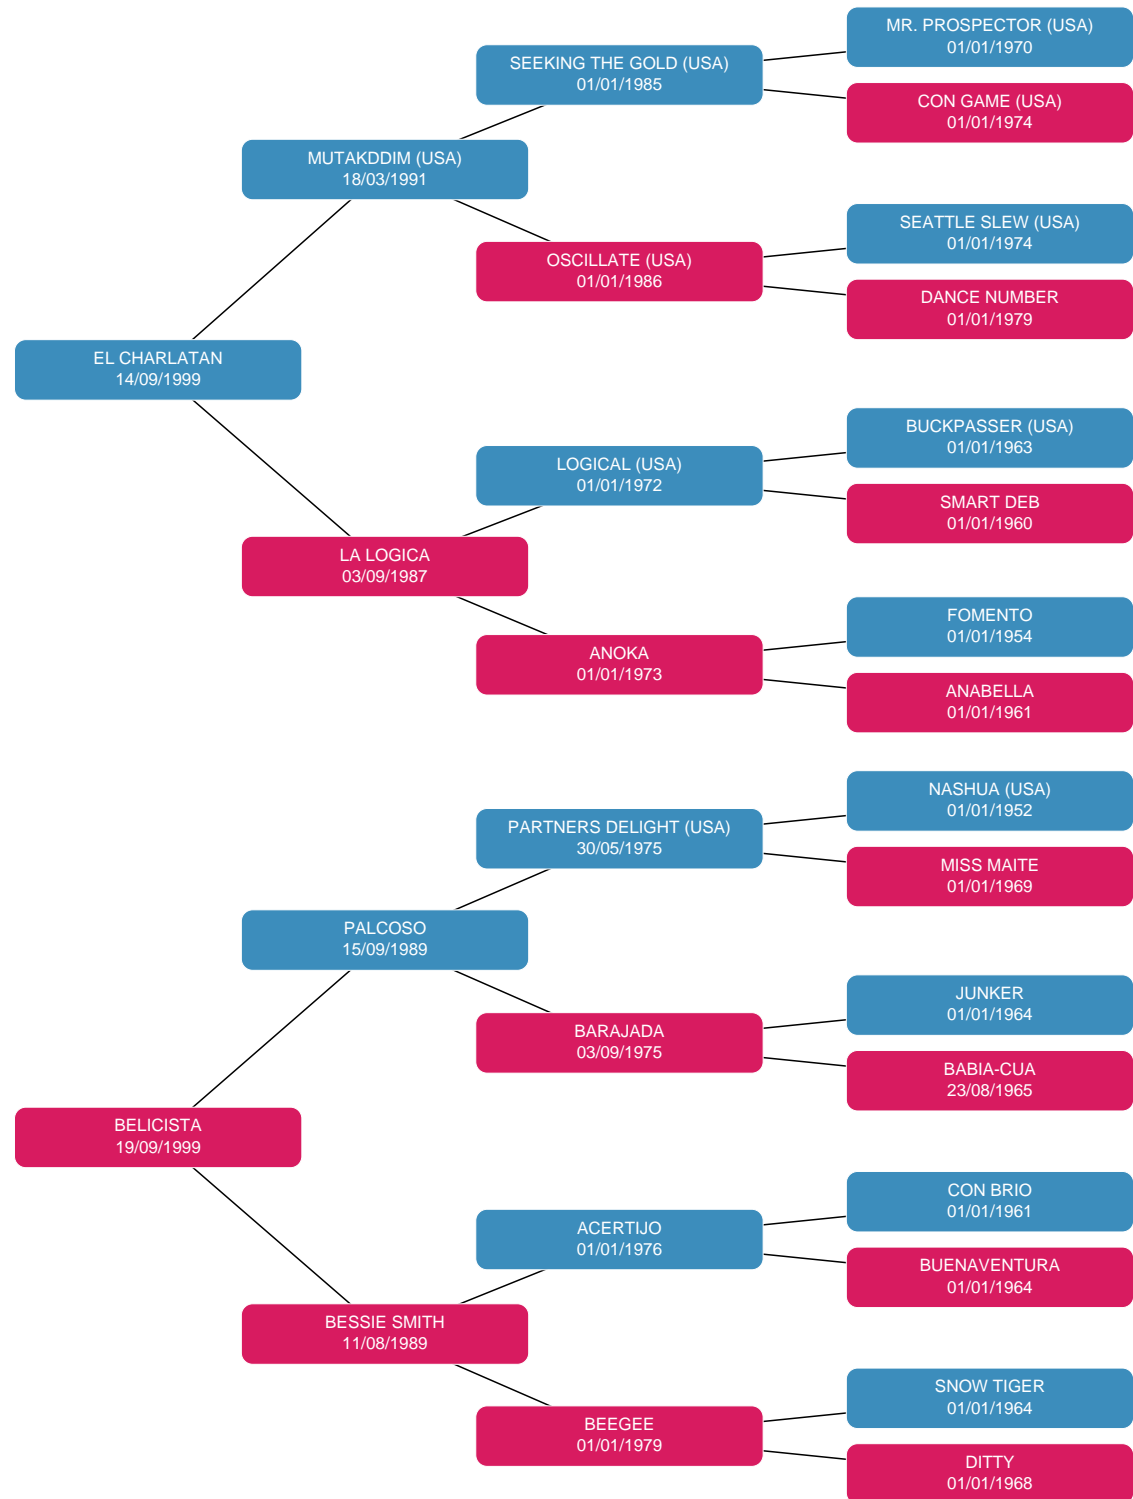 MR. PROSPECTOR (USA)
01/01/1970
SEEKING THE GOLD (USA)
01/01/1985
CON GAME (USA)
01/01/1974
MUTAKDDIM (USA)
18/03/1991
SEATTLE SLEW (USA)
01/01/1974
OSCILLATE (USA)
01/01/1986
DANCE NUMBER
01/01/1979
EL CHARLATAN
14/09/1999
BUCKPASSER (USA)
01/01/1963
LOGICAL (USA)
01/01/1972
SMART DEB
01/01/1960
LA LOGICA
03/09/1987
FOMENTO
01/01/1954
ANOKA
01/01/1973
ANABELLA
01/01/1961
NASHUA (USA)
01/01/1952
PARTNERS DELIGHT (USA)
30/05/1975
MISS MAITE
01/01/1969
PALCOSO
15/09/1989
JUNKER
01/01/1964
BARAJADA
03/09/1975
BABIA-CUA
23/08/1965
BELICISTA
19/09/1999
CON BRIO
01/01/1961
ACERTIJO
01/01/1976
BUENAVENTURA
01/01/1964
BESSIE SMITH
11/08/1989
SNOW TIGER
01/01/1964
BEEGEE
01/01/1979
DITTY
01/01/1968